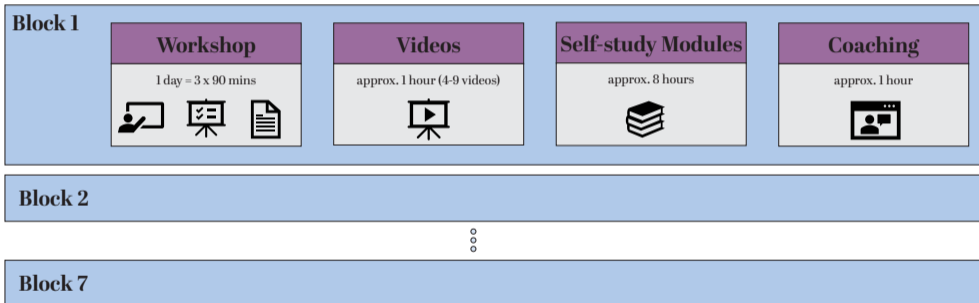 Block 1
Workshop
1 day = 3 x 90 mins
Videos
approx. 1 hour (4-9 videos)
Self-study Modules
approx. 8 hours
Coaching
approx. 1 hour
Block 2
Block 7